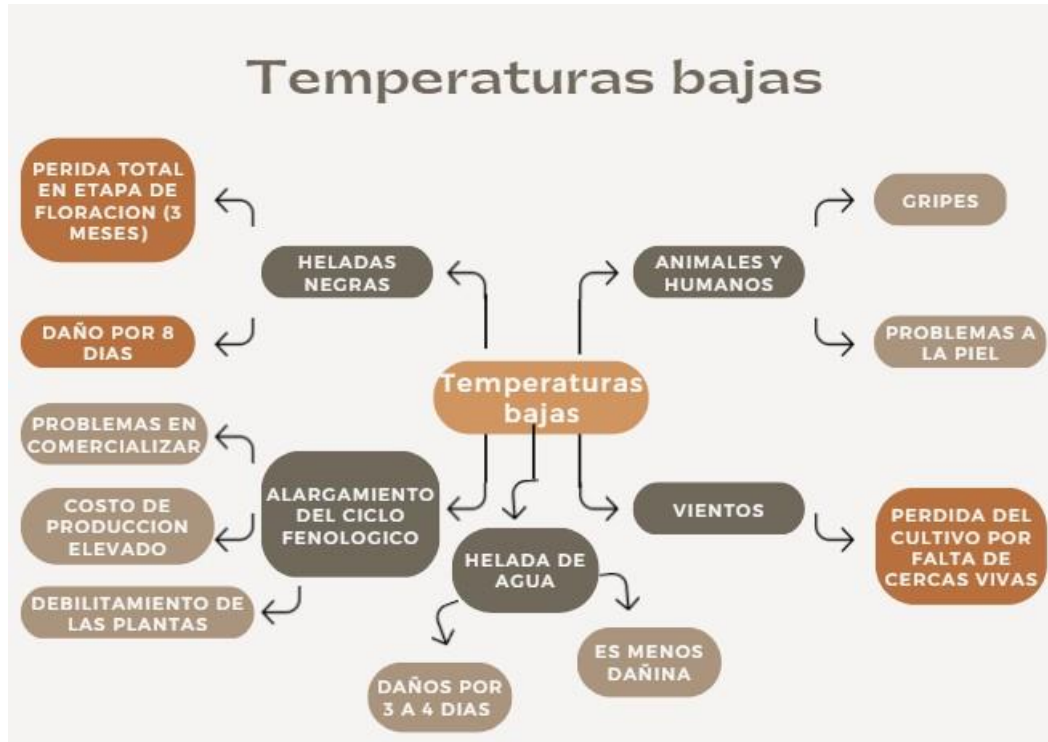 Temperaturas bajas
PERIDA TOTAL
EN ETAPA DE
FLORACION (3
MESES)
HELADAS
NEGRAS
DAÑO POR 8
DIAS
ANIMALES Y
HUMANOS
GRIPES
PROBLEMAS A
LA PIEL
Temperaturas
bajas
PROBLEMAS EN
COMERCIALIZAR
COSTO DE
PRODUCCION
ELEVADO
DEBILITAMIENTO DE
LAS PLANTAS
ALARGAMIENTO
DEL CICLO
FENOLOGICO
HELADA DE
AGUA
DAÑOS POR
3 A 4 DIAS
ES MENOS
DAÑINA
VIENTOS
PERDIDA DEL
CULTIVO POR
FALTA DE
CERCAS VIVAS